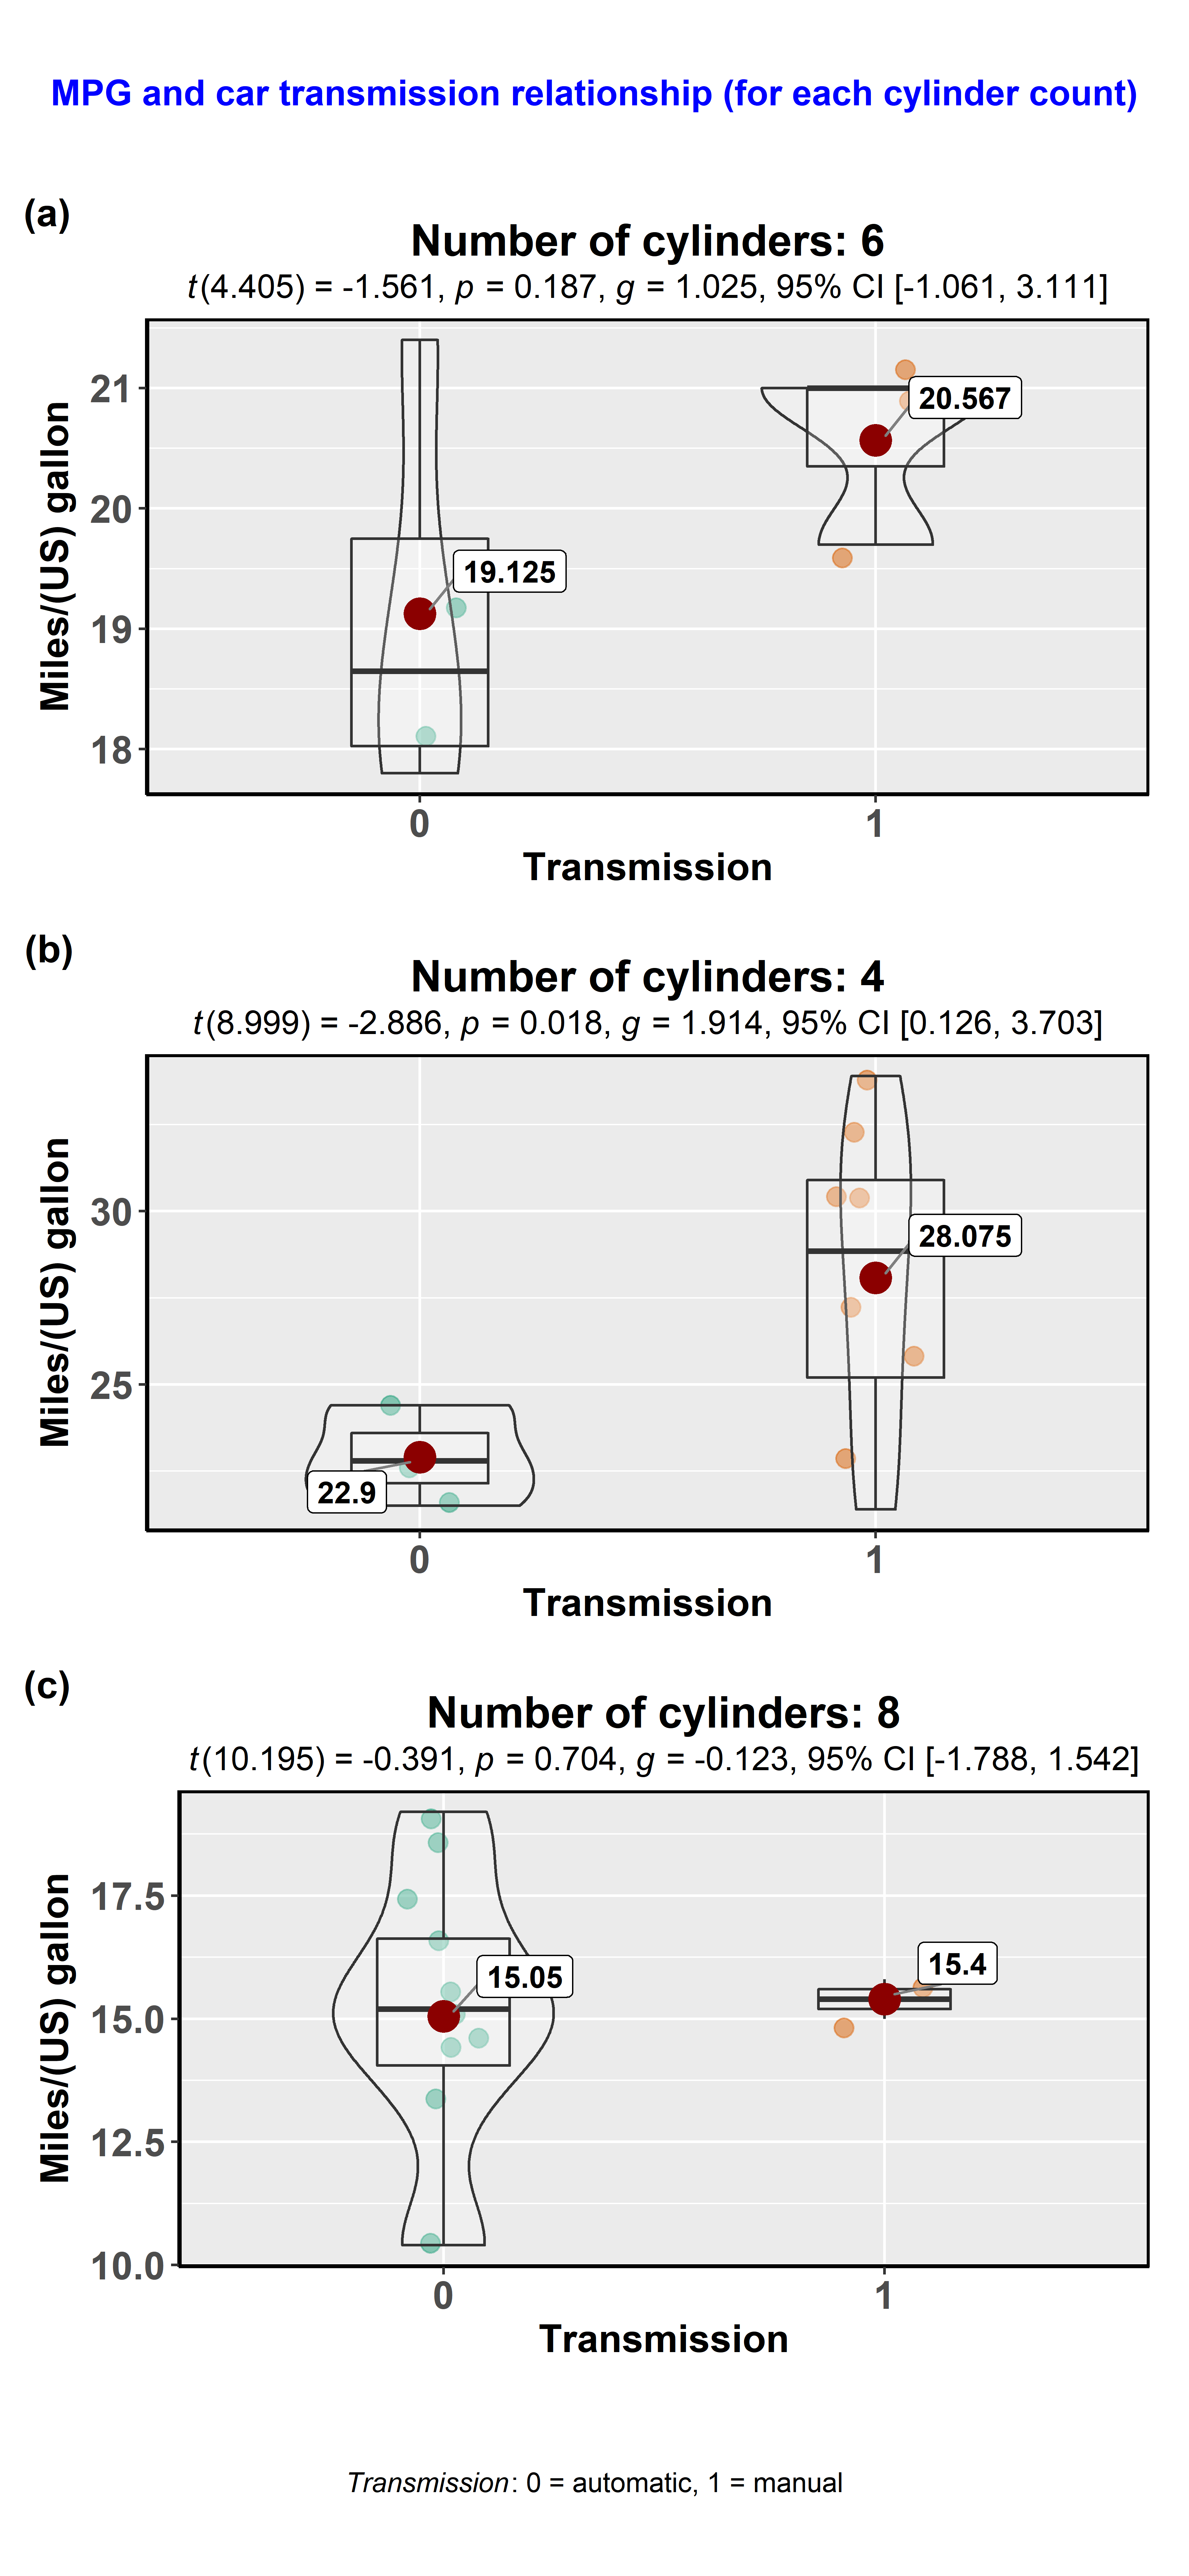 MPG and car transmission relationship (for each cylinder count)
(a)
Number of cylinders: 6
t(4.405) = -1.561, p = 0.187, g = 1.025, 95% CI [-1.061, 3.111]
Miles/(US) gallon
21
20
19
18
20.567
19.125
0 1
Transmission
(b)
Number of cylinders: 4
t(8.999) = -2.886, p = 0.018, g = 1.914, 95% CI [0.126, 3.703]
Miles/(US) gallon
30
25
28.075
22.9
0 1
Transmission
(c)
Number of cylinders: 8
t(10.195) = -0.391, p = 0.704, g = -0.123, 95% CI [-1.788, 1.542]
Miles/(US) gallon
17.5
15.0
12.5
10.0
15.05
15.4
0 1
Transmission
Transmission: 0 = automatic, 1 = manual